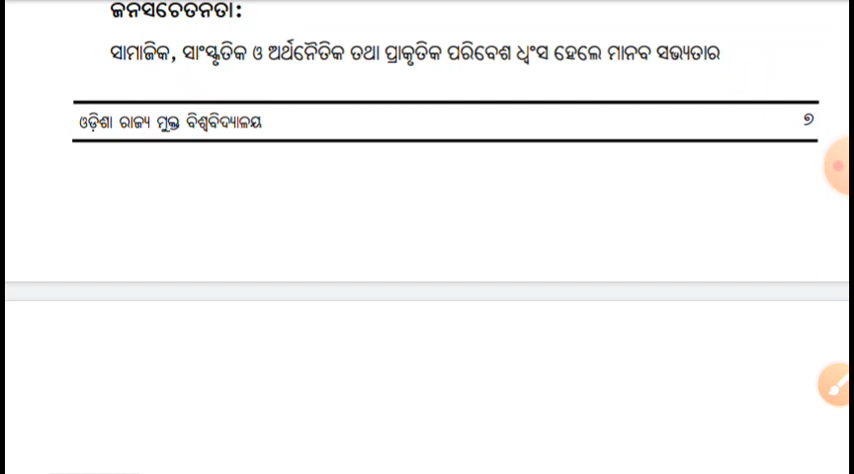 ଜନସଚେତନତା:
ସାମାଜିକ, ସାଂସ୍କୃତିକ ଓ ଅର୍ଥନୈତିକ ତଥା ପ୍ରାକୃତିକ ପରିବେଶ ଧ୍ୱଂସ ହେଲେ ମାନବ ସଭ୍ୟତାର
ଓଡ଼ିଶା ରାଜ୍ୟ ମୁକ୍ତ ବିଶ୍ୱବିଦ୍ୟାଳୟ ୭